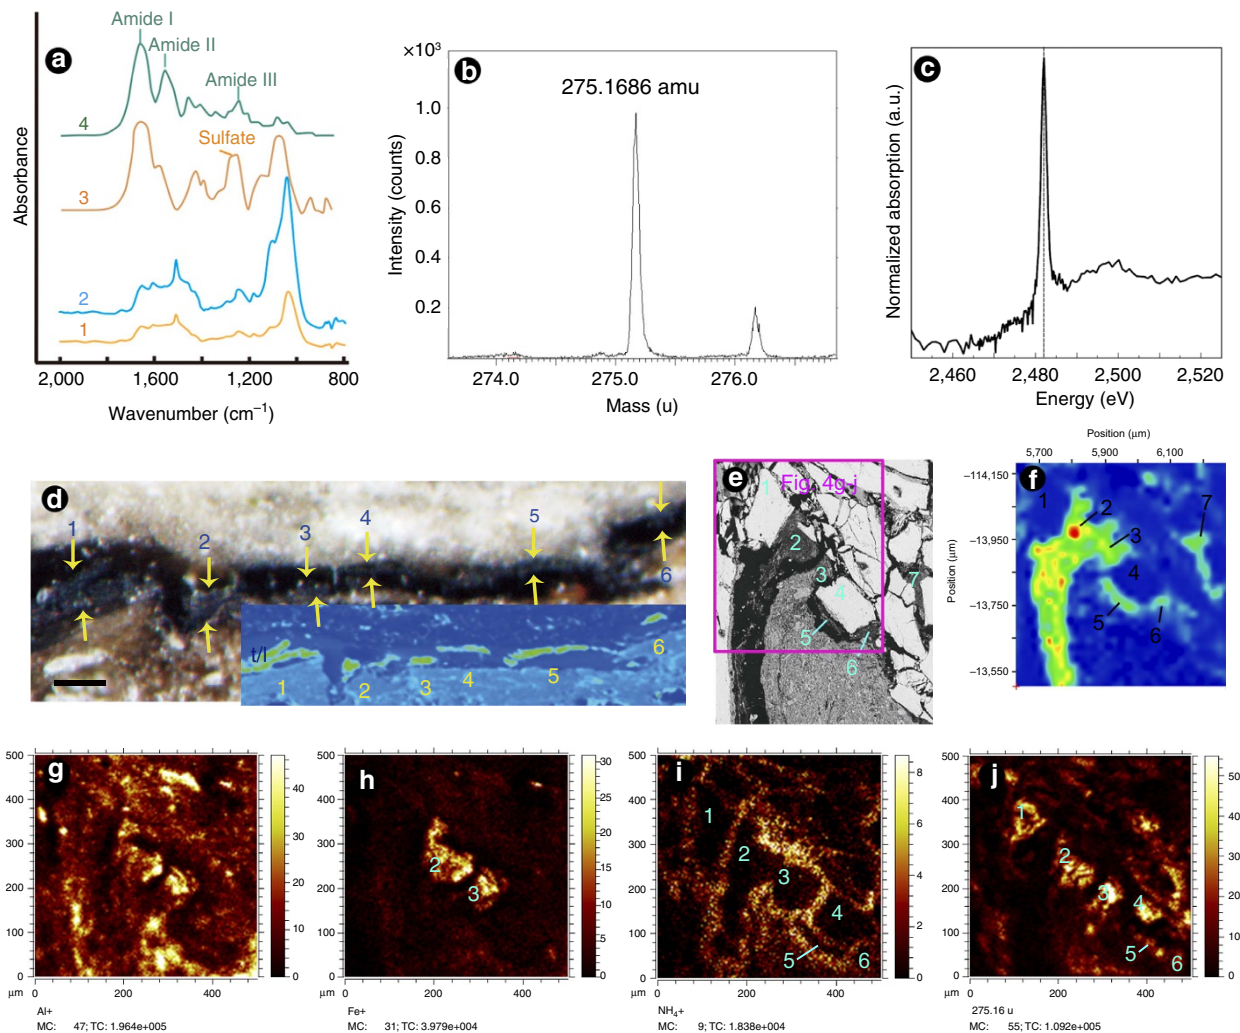 a
Amide I
Amide II
Amide III
4
Sulfate
3
2
1
Absorbance
2,000 1,600 1,200 800
Wavenumber (cm⁻¹)
b
×10³
275.1686 amu
1.0
0.8
0.6
0.4
0.2
Intensity (counts)
274.0 275.0 276.0
Mass (u)
c
Normalized absorption (a.u.)
2,460 2,480 2,500 2,520
Energy (eV)
d
1 2 3 4 5 6
t/l
1 2 3 4 5 6
e
Fig. 4g-j
1
2
3
4
5
6
7
f
Position (μm)
5,700 5,900 6,100
Position (μm)
–114,150
–13,950
–13,750
–13,550
1
2
3
4
5
6
7
g
500
400
300
200
100
0
μm 0 200 400
40
30
20
10
0
Al+
MC: 47; TC: 1.964e+005
h
500
400
300
200
100
0
μm 0 200 400
2
3
30
25
20
15
10
5
0
Fe+
MC: 31; TC: 3.979e+004
i
500
400
300
200
100
0
μm 0 200 400
1
2
3
4
5
6
8
6
4
2
0
NH₄+
MC: 9; TC: 1.838e+004
j
500
400
300
200
100
0
μm 0 200 400
1
2
3
4
5
6
50
40
30
20
10
0
275.16 u
MC: 55; TC: 1.092e+005